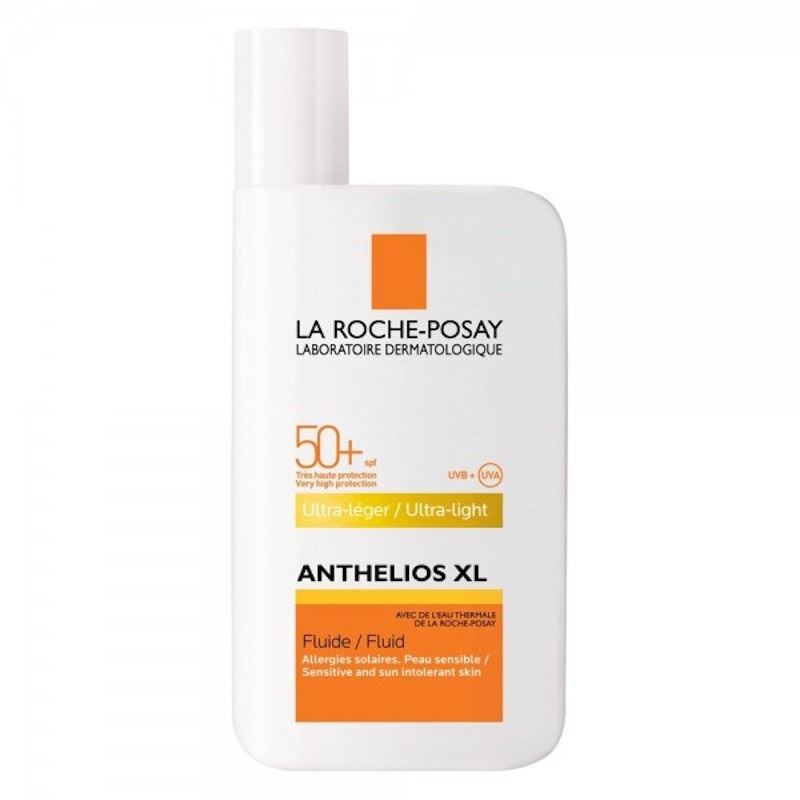 LA ROCHE-POSAY
LABORATOIRE DERMATOLOGIQUE
50+ spf
Très haute protection
Very high protection
UVB + UVA
Ultra-léger / Ultra-light
ANTHELIOS XL
AVEC DE L'EAU THERMALE
DE LA ROCHE-POSAY
Fluide / Fluid
Allergies solaires. Peau sensible /
Sensitive and sun intolerant skin